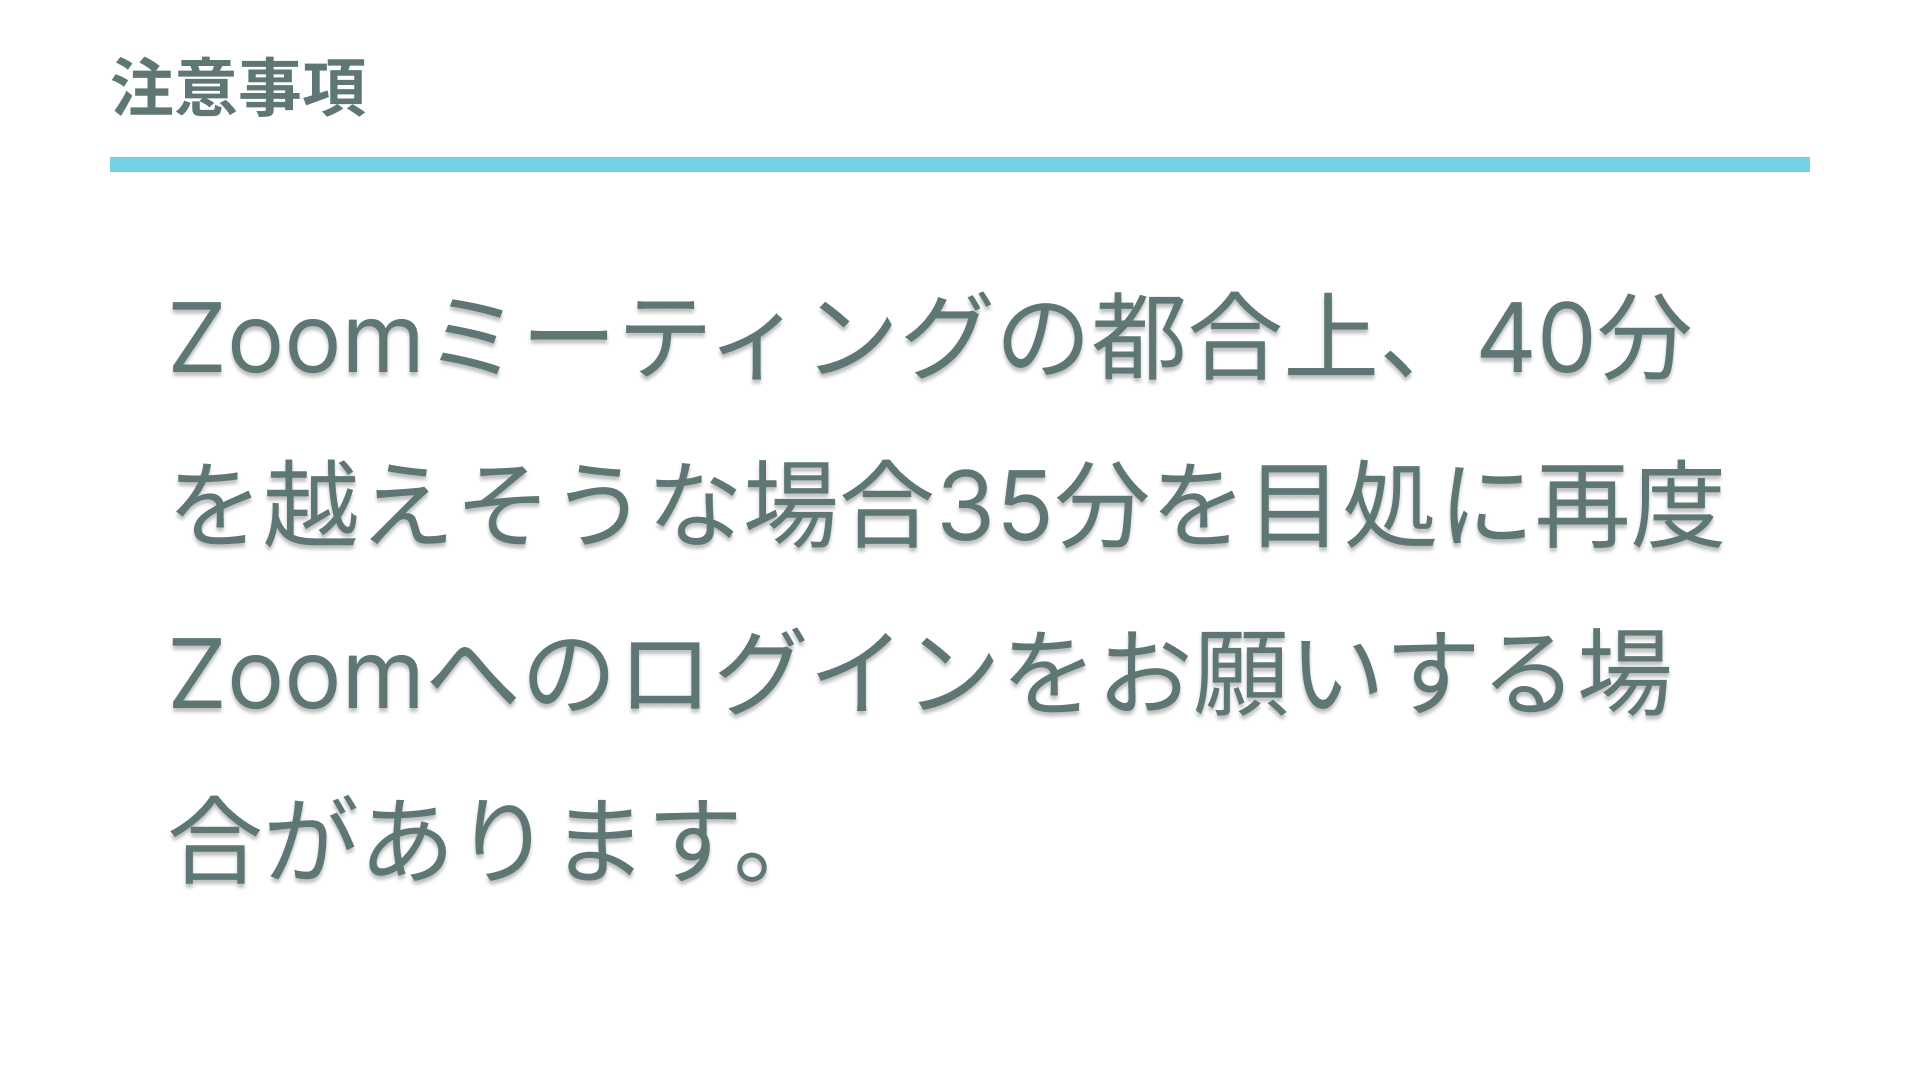 注意事項
Zoomミーティングの都合上、40分
を越えそうな場合35分を目処に再度
Zoomへのログインをお願いする場
合があります。